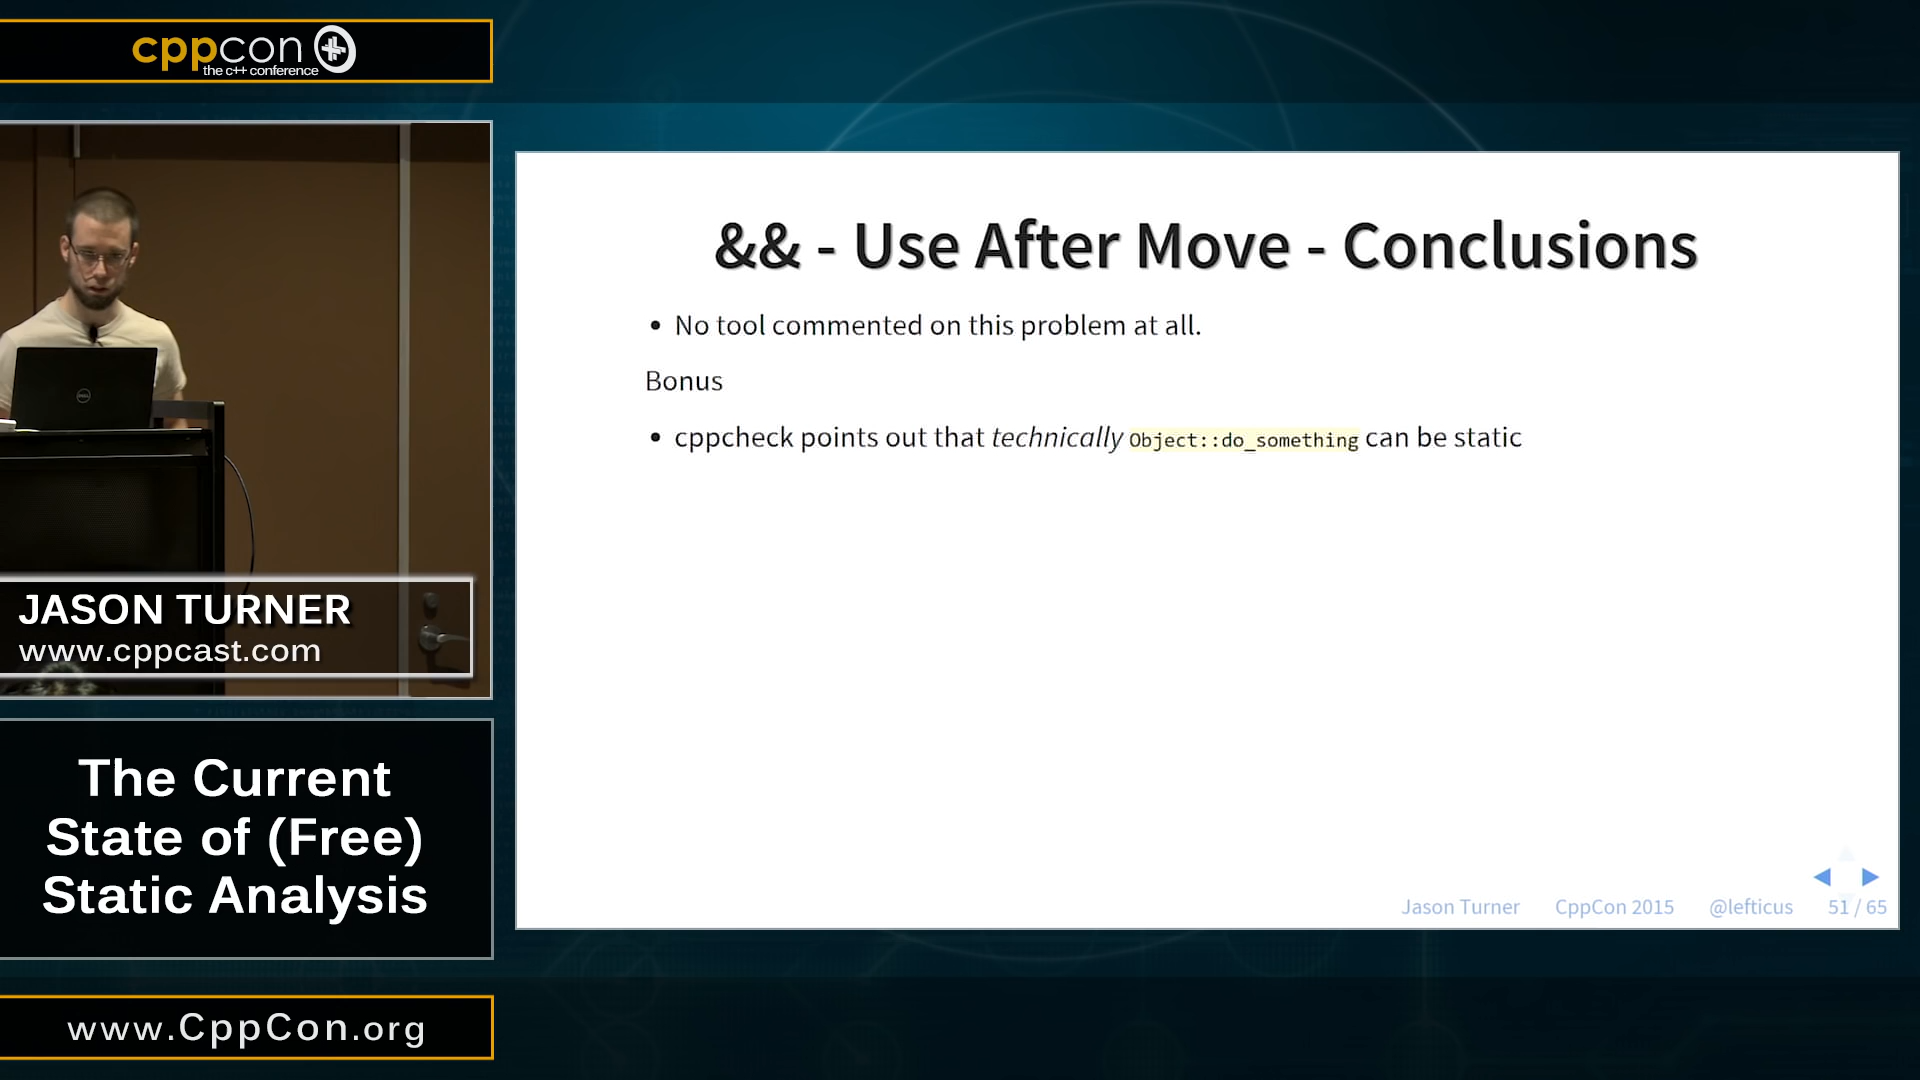 cppcon
the c++ conference
JASON TURNER
www.cppcast.com
The Current
State of (Free)
Static Analysis
www.CppCon.org
&& - Use After Move - Conclusions
• No tool commented on this problem at all.
Bonus
• cppcheck points out that technically Object::do_something can be static
Jason Turner CppCon 2015 @lefticus 51 / 65